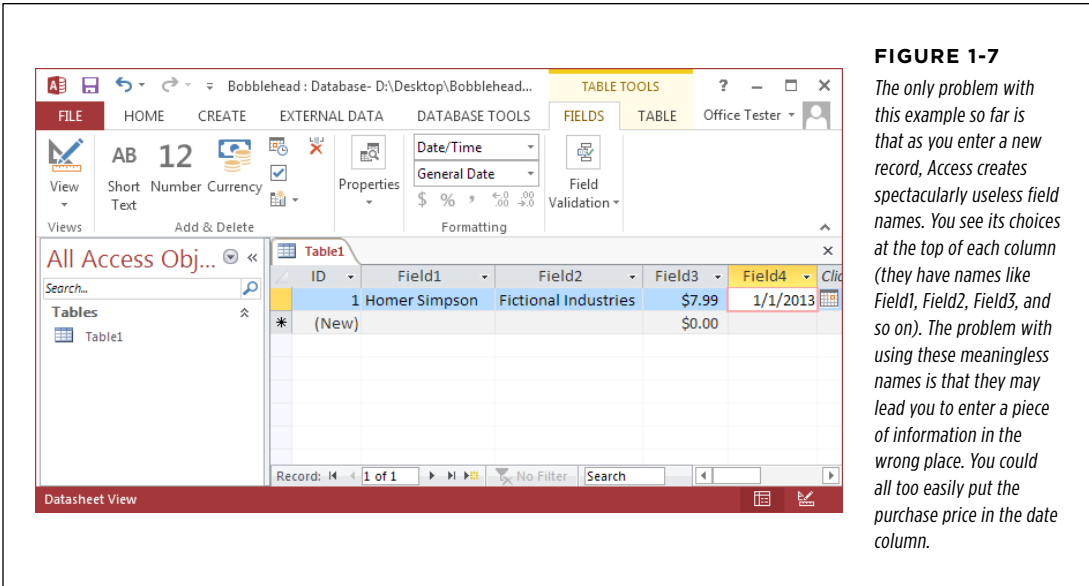 Bobblehead : Database- D:\Desktop\Bobblehead...
TABLE TOOLS
?
FILE
HOME
CREATE
EXTERNAL DATA
DATABASE TOOLS
FIELDS
TABLE
Office Tester
View
AB
Short Text
12
Number
Currency
Properties
Date/Time
General Date
$ % , .00 .00
Field Validation
Views
Add & Delete
Formatting
All Access Obj...
Search...
Tables
Table1
Table1
ID Field1 Field2 Field3 Field4 Clic
1 Homer Simpson Fictional Industries $7.99 1/1/2013
* (New) $0.00
Record: 1 of 1 No Filter Search
Datasheet View
FIGURE 1-7
The only problem with
this example so far is
that as you enter a new
record, Access creates
spectacularly useless field
names. You see its choices
at the top of each column
(they have names like
Field1, Field2, Field3, and
so on). The problem with
using these meaningless
names is that they may
lead you to enter a piece
of information in the
wrong place. You could
all too easily put the
purchase price in the date
column.